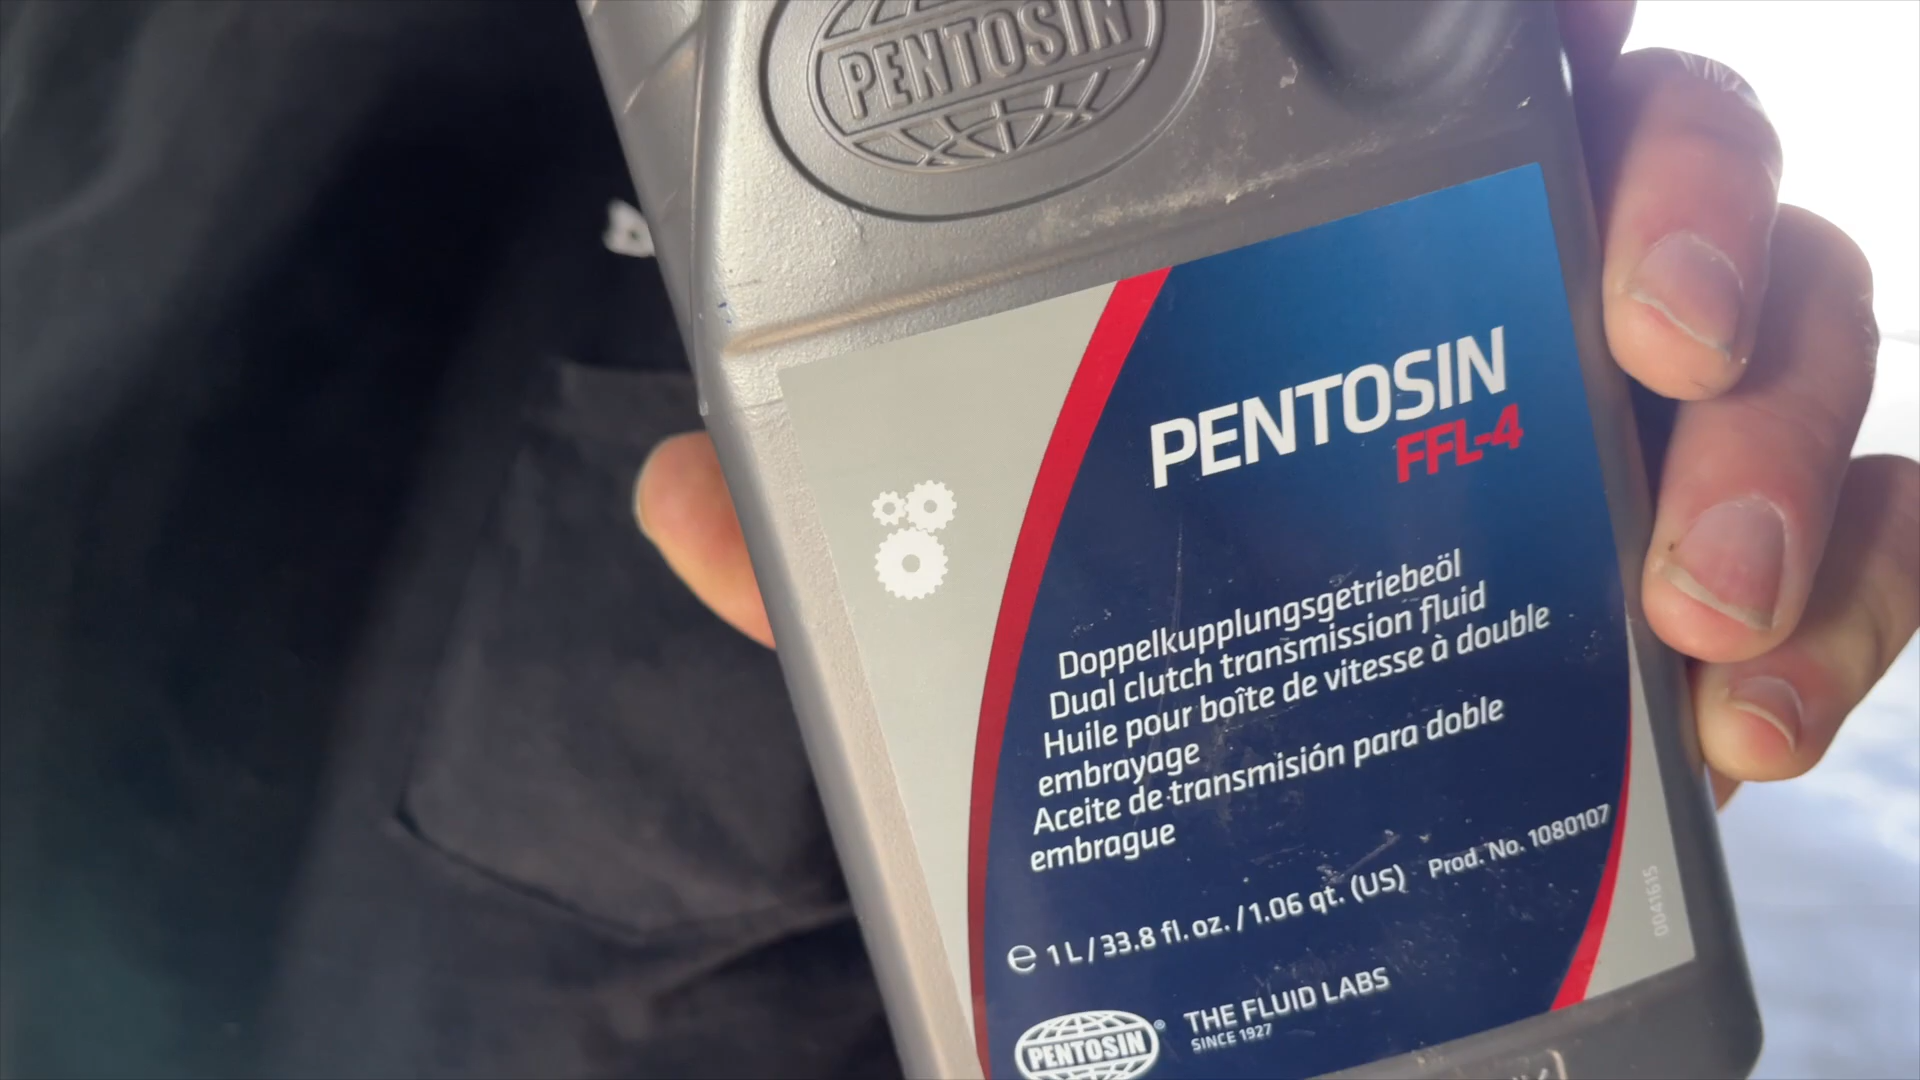 PENTOSIN
PENTOSIN
FFL-4
Doppelkupplungsgetriebeöl
Dual clutch transmission fluid
Huile pour boîte de vitesse à double
embrayage
Aceite de transmisión para doble
embrague
e 1 L / 33.8 fl. oz. / 1.06 qt. (US) Prod. No. 1080107
0041615
PENTOSIN® THE FLUID LABS
SINCE 1927